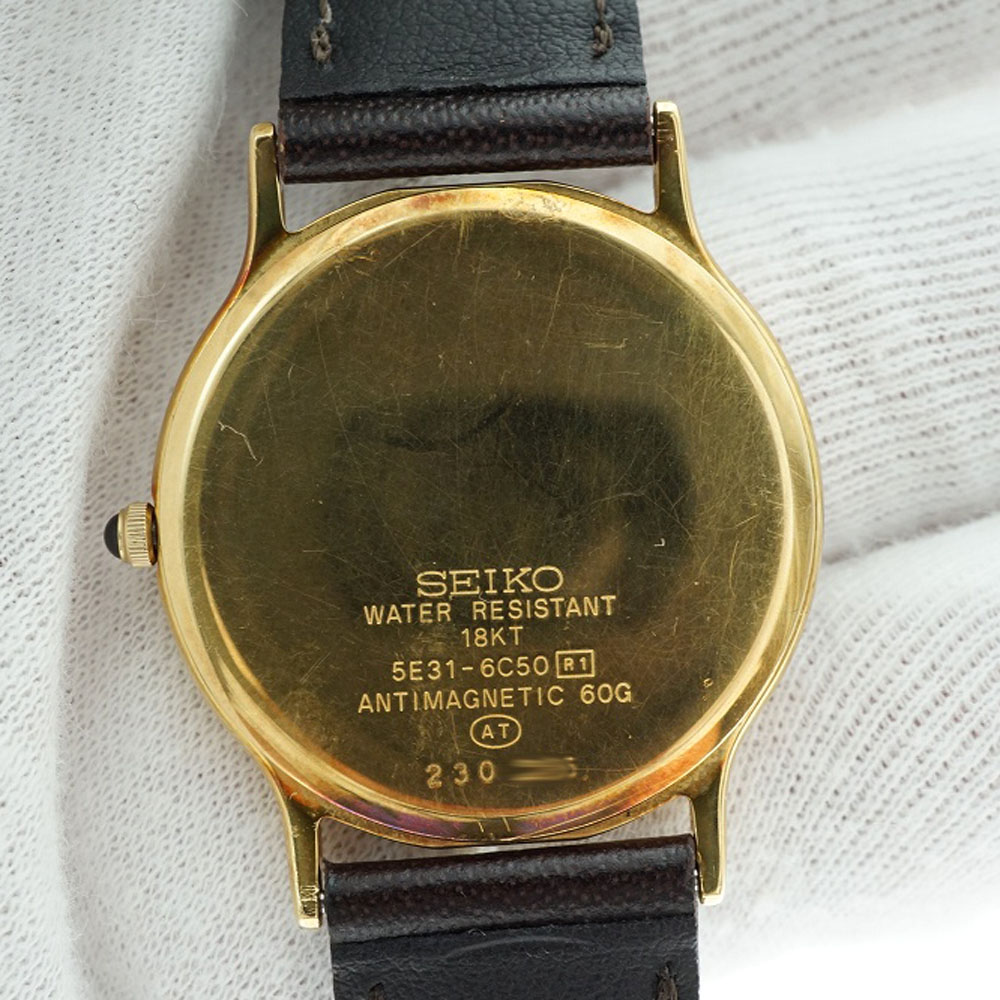 SEIKO
WATER RESISTANT
18KT
5E31-6C50 R1
ANTIMAGNETIC 60G
AT
230